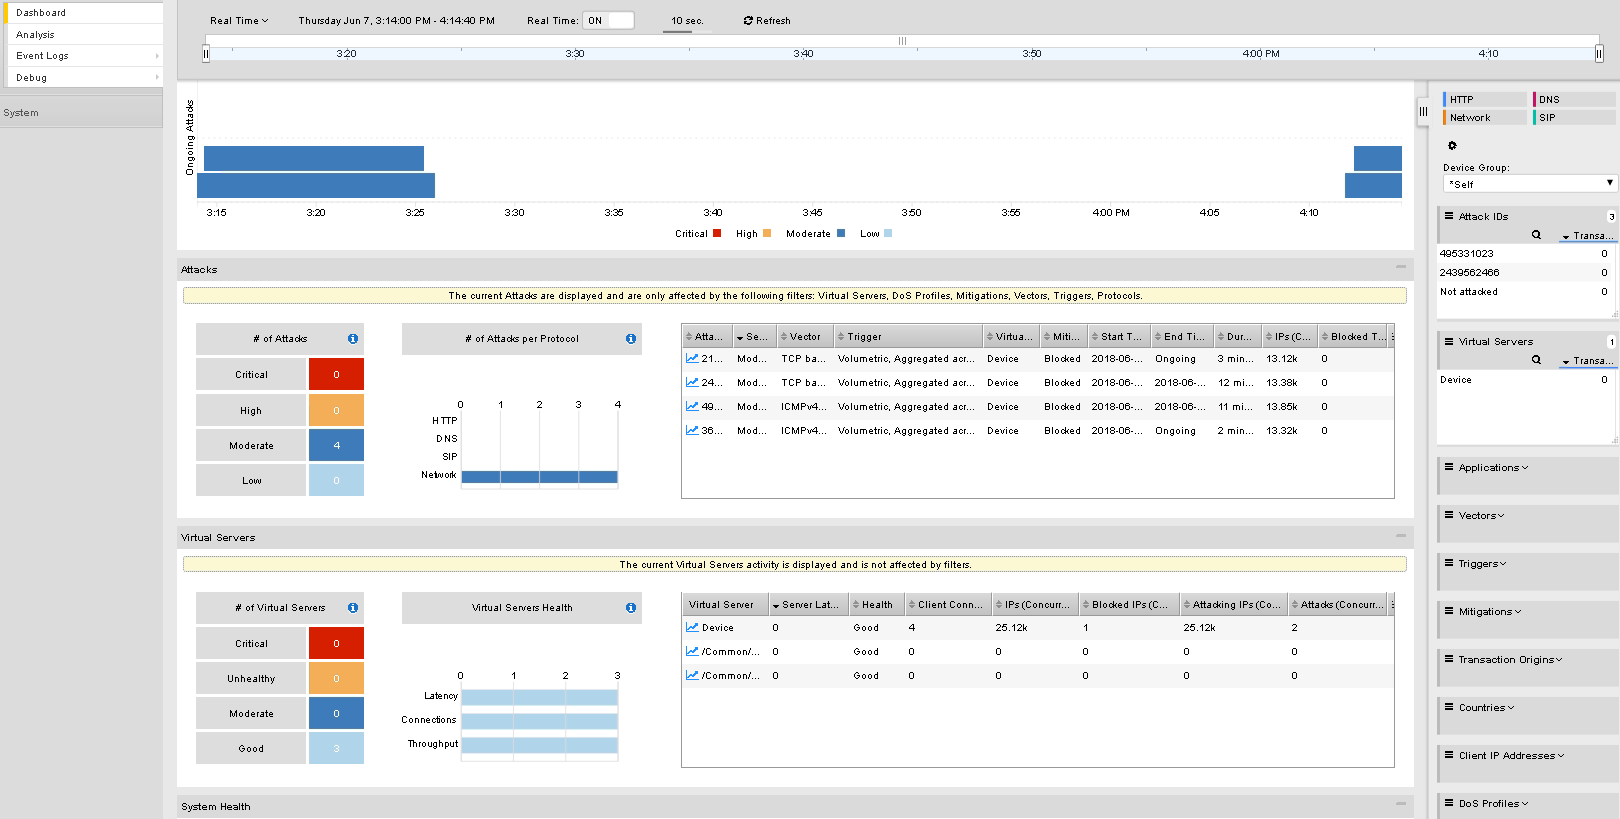 Dashboard
Analysis
Event Logs
Debug
System
Real Time
Thursday Jun 7, 3:14:00 PM - 4:14:40 PM
Real Time: ON
10 sec.
Refresh
3:20 3:30 3:40 3:50 4:00 PM 4:10
Ongoing Attacks
3:15 3:20 3:25 3:30 3:35 3:40 3:45 3:50 3:55 4:00 PM 4:05 4:10
Critical High Moderate Low
Attacks
The current Attacks are displayed and are only affected by the following filters: Virtual Servers, DoS Profiles, Mitigations, Vectors, Triggers, Protocols.
# of Attacks
Critical 0
High 0
Moderate 4
Low 0
# of Attacks per Protocol
0 1 2 3 4
HTTP
DNS
SIP
Network
Atta... Se... Vector Trigger Virtua... Miti... Start T... End Ti... Dur... IPs (C... Blocked T...
21... Mod... TCP ba... Volumetric, Aggregated acr... Device Blocked 2018-06-... Ongoing 3 min... 13.12k 0
24... Mod... TCP ba... Volumetric, Aggregated acr... Device Blocked 2018-06-... 2018-06-... 12 mi... 13.38k 0
49... Mod... ICMPv4... Volumetric, Aggregated acr... Device Blocked 2018-06-... 2018-06-... 11 mi... 13.85k 0
36... Mod... ICMPv4... Volumetric, Aggregated acr... Device Blocked 2018-06-... Ongoing 2 min... 13.32k 0
Virtual Servers
The current Virtual Servers activity is displayed and is not affected by filters.
# of Virtual Servers
Critical 0
Unhealthy 0
Moderate 0
Good 3
Virtual Servers Health
0 1 2 3
Latency
Connections
Throughput
Virtual Server Server Lat... Health Client Conn... IPs (Concurr... Blocked IPs (C... Attacking IPs (Co... Attacks (Concurr...
Device 0 Good 4 25.12k 1 25.12k 2
/Common/... 0 Good 0 0 0 0 0
/Common/... 0 Good 0 0 0 0 0
System Health
HTTP DNS
Network SIP
Device Group:
*Self
Attack IDs 3
Transa...
495331023 0
2439562466 0
Not attacked 0
Virtual Servers 1
Transa...
Device 0
Applications
Vectors
Triggers
Mitigations
Transaction Origins
Countries
Client IP Addresses
DoS Profiles